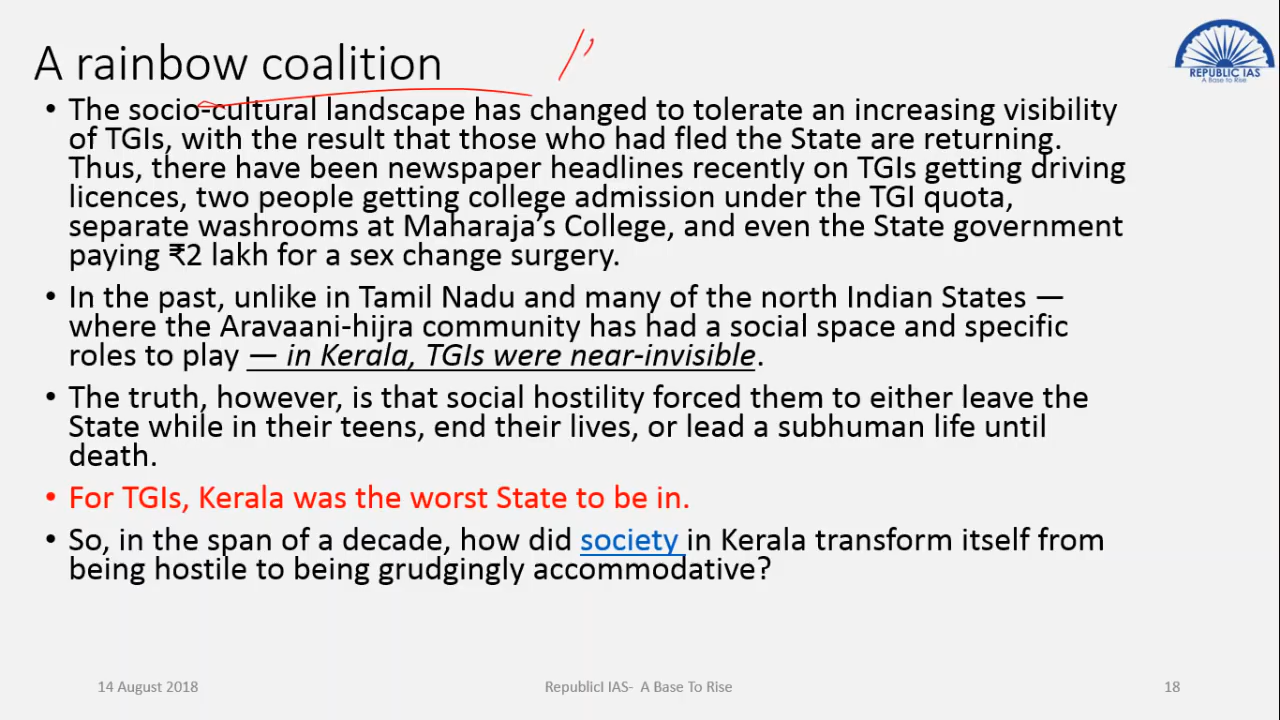 A rainbow coalition
REPUBLIC IAS
A Base to Rise
• The socio-cultural landscape has changed to tolerate an increasing visibility
of TGIs, with the result that those who had fled the State are returning.
Thus, there have been newspaper headlines recently on TGIs getting driving
licences, two people getting college admission under the TGI quota,
separate washrooms at Maharaja’s College, and even the State government
paying ₹2 lakh for a sex change surgery.
• In the past, unlike in Tamil Nadu and many of the north Indian States —
where the Aravaani-hijra community has had a social space and specific
roles to play — in Kerala, TGIs were near-invisible.
• The truth, however, is that social hostility forced them to either leave the
State while in their teens, end their lives, or lead a subhuman life until
death.
• For TGIs, Kerala was the worst State to be in.
• So, in the span of a decade, how did society in Kerala transform itself from
being hostile to being grudgingly accommodative?
14 August 2018
RepublicI IAS- A Base To Rise
18